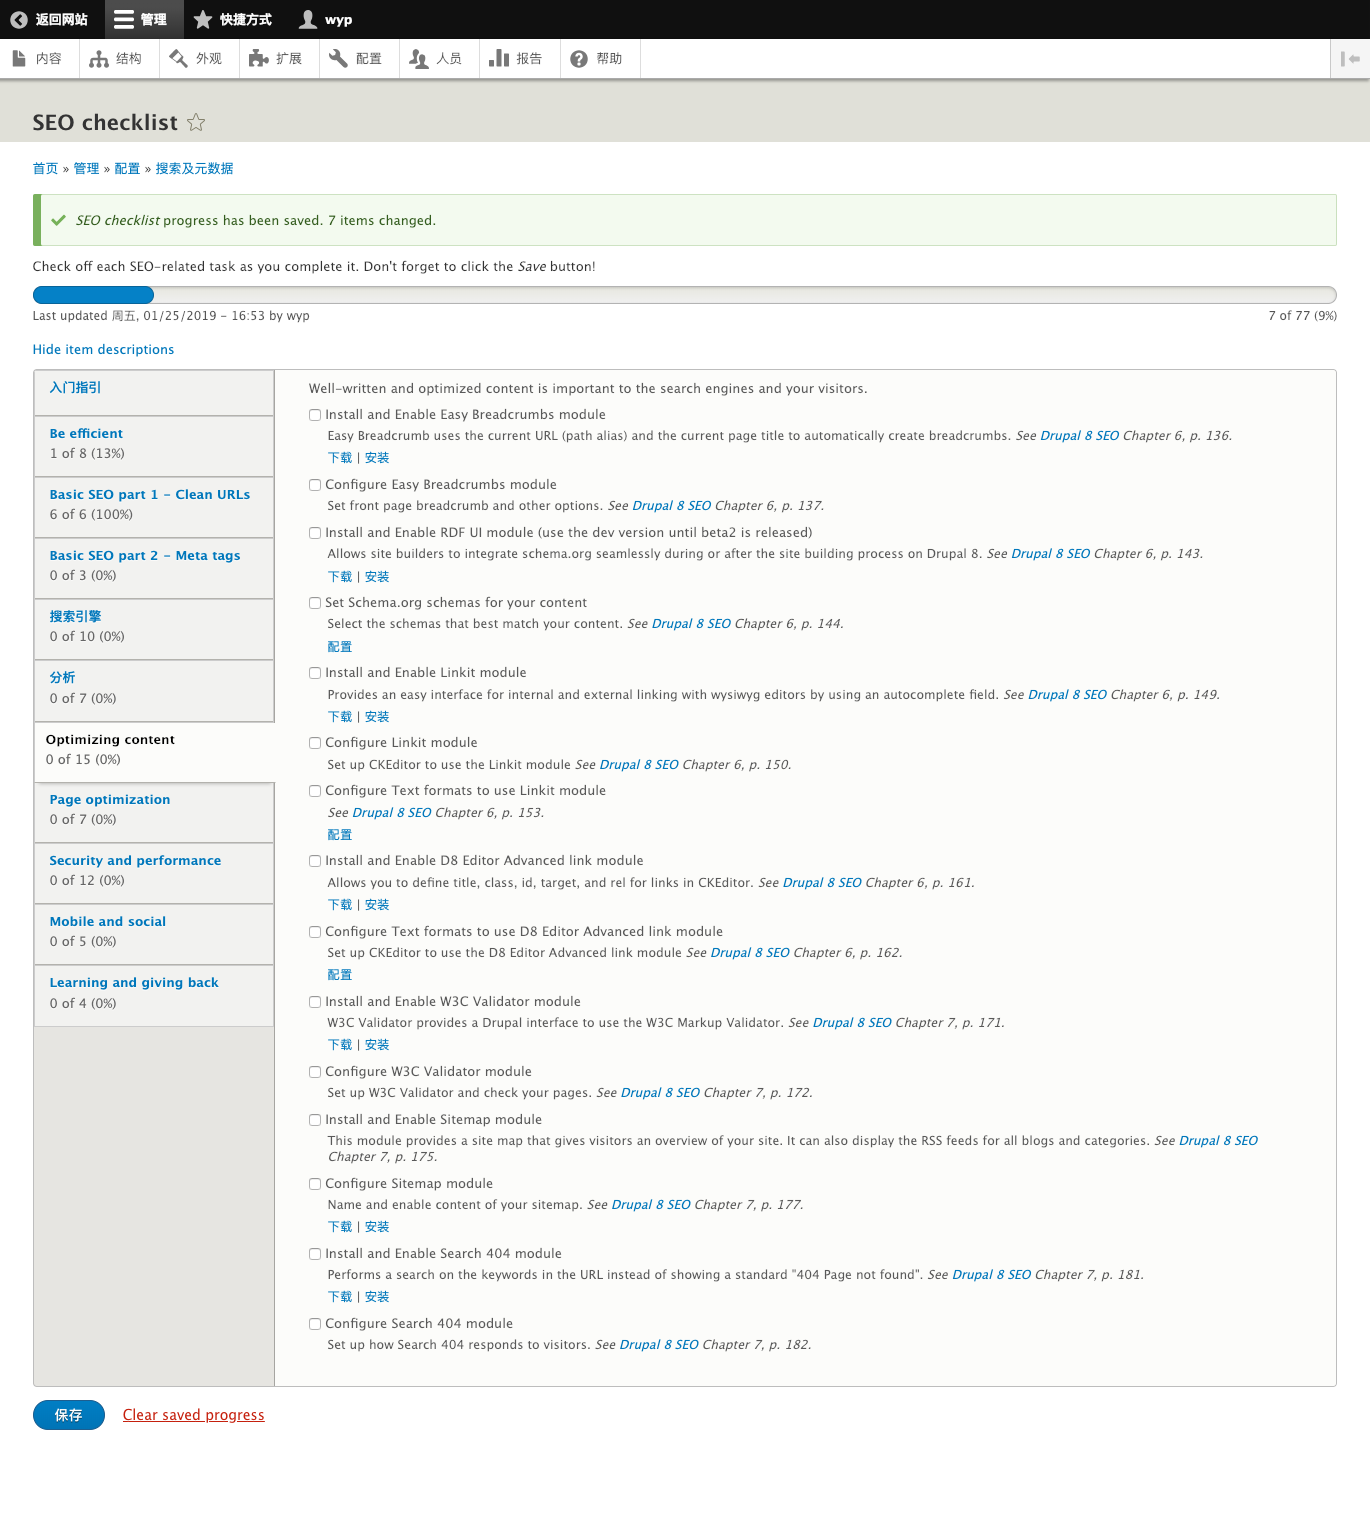 返回网站 管理 快捷方式 wyp
内容 结构 外观 扩展 配置 人员 报告 帮助
SEO checklist
首页 » 管理 » 配置 » 搜索及元数据
SEO checklist progress has been saved. 7 items changed.
Check off each SEO-related task as you complete it. Don't forget to click the Save button!
Last updated 周五, 01/25/2019 - 16:53 by wyp
7 of 77 (9%)
Hide item descriptions
入门指引
Be efficient
1 of 8 (13%)
Basic SEO part 1 - Clean URLs
6 of 6 (100%)
Basic SEO part 2 - Meta tags
0 of 3 (0%)
搜索引擎
0 of 10 (0%)
分析
0 of 7 (0%)
Optimizing content
0 of 15 (0%)
Page optimization
0 of 7 (0%)
Security and performance
0 of 12 (0%)
Mobile and social
0 of 5 (0%)
Learning and giving back
0 of 4 (0%)
Well-written and optimized content is important to the search engines and your visitors.
Install and Enable Easy Breadcrumbs module
Easy Breadcrumb uses the current URL (path alias) and the current page title to automatically create breadcrumbs. See Drupal 8 SEO Chapter 6, p. 136.
下载 | 安装
Configure Easy Breadcrumbs module
Set front page breadcrumb and other options. See Drupal 8 SEO Chapter 6, p. 137.
Install and Enable RDF UI module (use the dev version until beta2 is released)
Allows site builders to integrate schema.org seamlessly during or after the site building process on Drupal 8. See Drupal 8 SEO Chapter 6, p. 143.
下载 | 安装
Set Schema.org schemas for your content
Select the schemas that best match your content. See Drupal 8 SEO Chapter 6, p. 144.
配置
Install and Enable Linkit module
Provides an easy interface for internal and external linking with wysiwyg editors by using an autocomplete field. See Drupal 8 SEO Chapter 6, p. 149.
下载 | 安装
Configure Linkit module
Set up CKEditor to use the Linkit module See Drupal 8 SEO Chapter 6, p. 150.
Configure Text formats to use Linkit module
See Drupal 8 SEO Chapter 6, p. 153.
配置
Install and Enable D8 Editor Advanced link module
Allows you to define title, class, id, target, and rel for links in CKEditor. See Drupal 8 SEO Chapter 6, p. 161.
下载 | 安装
Configure Text formats to use D8 Editor Advanced link module
Set up CKEditor to use the D8 Editor Advanced link module See Drupal 8 SEO Chapter 6, p. 162.
配置
Install and Enable W3C Validator module
W3C Validator provides a Drupal interface to use the W3C Markup Validator. See Drupal 8 SEO Chapter 7, p. 171.
下载 | 安装
Configure W3C Validator module
Set up W3C Validator and check your pages. See Drupal 8 SEO Chapter 7, p. 172.
Install and Enable Sitemap module
This module provides a site map that gives visitors an overview of your site. It can also display the RSS feeds for all blogs and categories. See Drupal 8 SEO
Chapter 7, p. 175.
Configure Sitemap module
Name and enable content of your sitemap. See Drupal 8 SEO Chapter 7, p. 177.
下载 | 安装
Install and Enable Search 404 module
Performs a search on the keywords in the URL instead of showing a standard "404 Page not found". See Drupal 8 SEO Chapter 7, p. 181.
下载 | 安装
Configure Search 404 module
Set up how Search 404 responds to visitors. See Drupal 8 SEO Chapter 7, p. 182.
保存 Clear saved progress